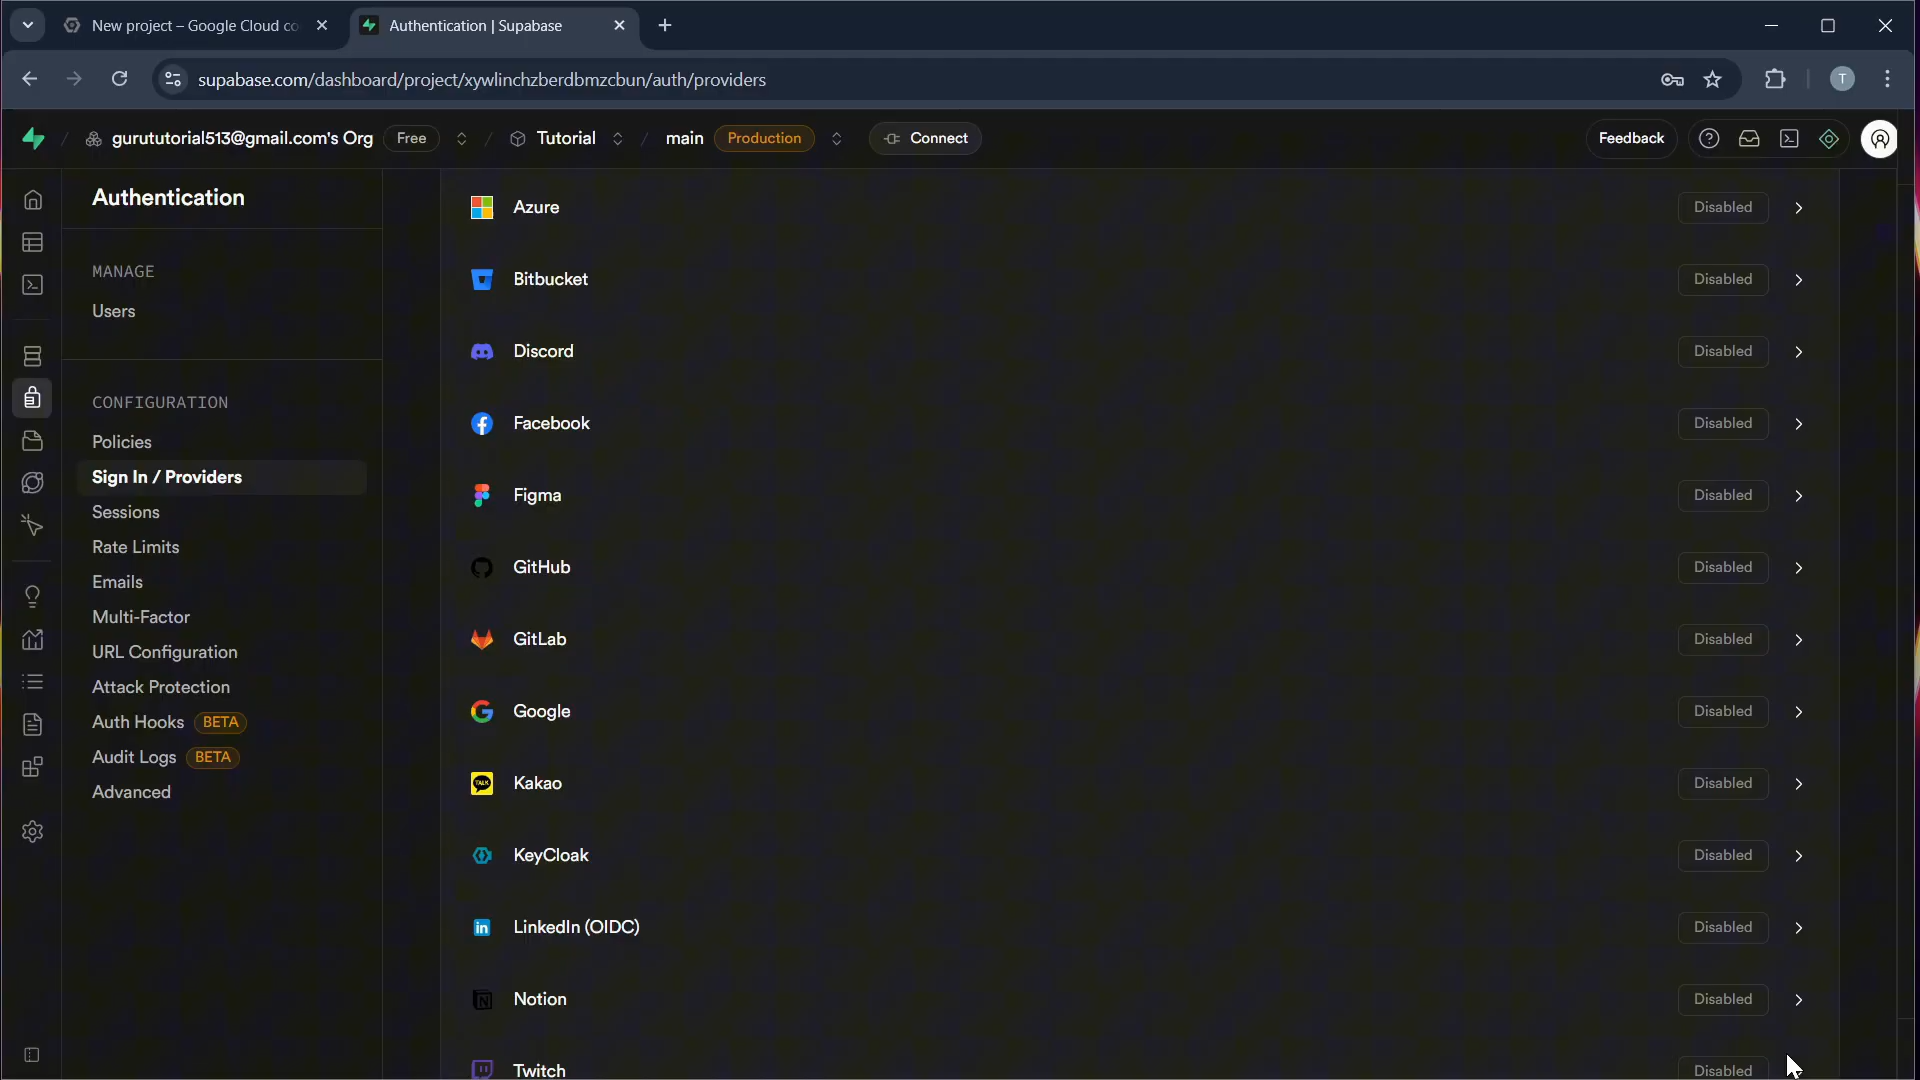 New project – Google Cloud co
Authentication | Supabase
supabase.com/dashboard/project/xywlinchzberdbmzcbun/auth/providers
T
gurututorial513@gmail.com's Org
Free
Tutorial
main
Production
Connect
Feedback
Authentication
MANAGE
Users
CONFIGURATION
Policies
Sign In / Providers
Sessions
Rate Limits
Emails
Multi-Factor
URL Configuration
Attack Protection
Auth Hooks BETA
Audit Logs BETA
Advanced
Azure Disabled
Bitbucket Disabled
Discord Disabled
Facebook Disabled
Figma Disabled
GitHub Disabled
GitLab Disabled
Google Disabled
Kakao Disabled
KeyCloak Disabled
LinkedIn (OIDC) Disabled
Notion Disabled
Twitch Disabled